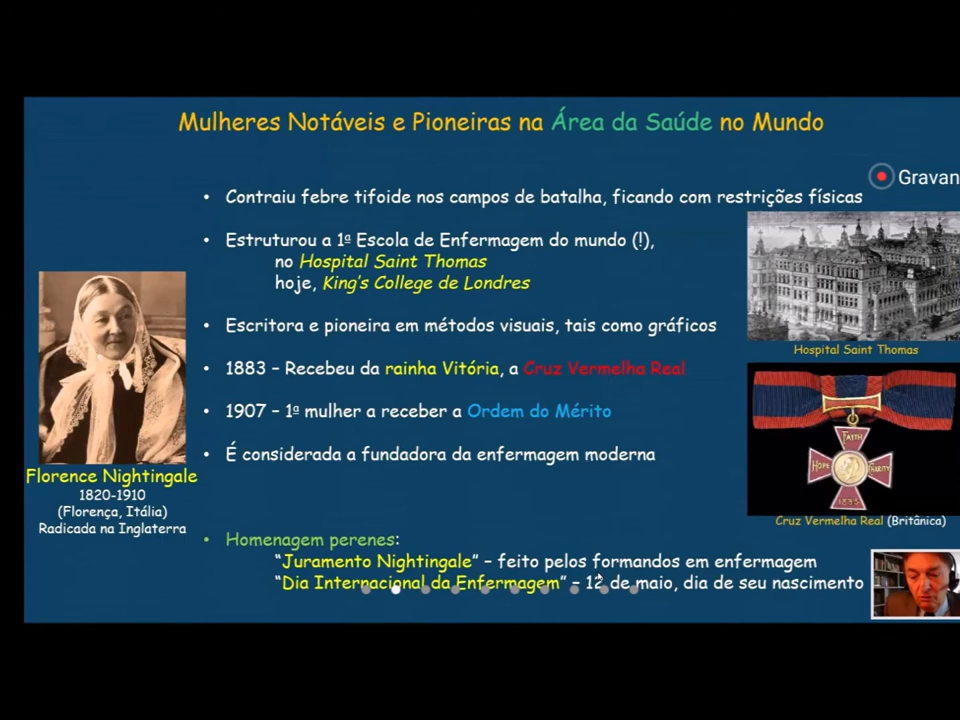 Mulheres Notáveis e Pioneiras na Área da Saúde no Mundo
Gravan
• Contraiu febre tifoide nos campos de batalha, ficando com restrições físicas
• Estruturou a 1ª Escola de Enfermagem do mundo (!),
no Hospital Saint Thomas
hoje, King's College de Londres
• Escritora e pioneira em métodos visuais, tais como gráficos
Hospital Saint Thomas
• 1883 – Recebeu da rainha Vitória, a Cruz Vermelha Real
• 1907 – 1ª mulher a receber a Ordem do Mérito
• É considerada a fundadora da enfermagem moderna
FAITH
HOPE
CHARITY
1883
Cruz Vermelha Real (Britânica)
Florence Nightingale
1820-1910
(Florença, Itália)
Radicada na Inglaterra
• Homenagem perenes:
"Juramento Nightingale" – feito pelos formandos em enfermagem
"Dia Internacional da Enfermagem" – 12 de maio, dia de seu nascimento